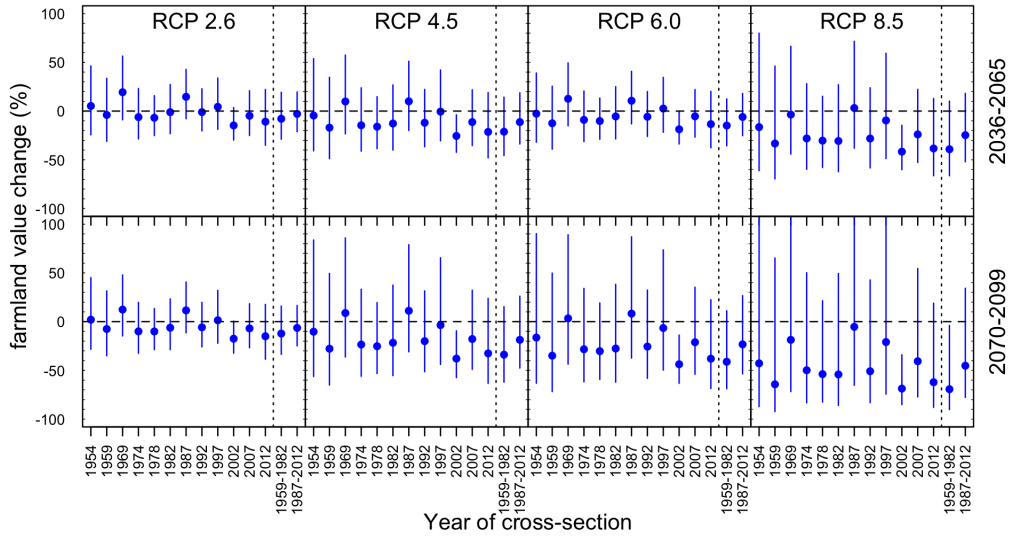 RCP 2.6 RCP 4.5 RCP 6.0 RCP 8.5
100
50
0
-50
-100
2036-2065
farmland value change (%)
100
50
0
-50
-100
2070-2099
1954 1959 1969 1974 1978 1982 1987 1992 1997 2002 2007 2012 1959-1982 1987-2012
1954 1959 1969 1974 1978 1982 1987 1992 1997 2002 2007 2012 1959-1982 1987-2012
1954 1959 1969 1974 1978 1982 1987 1992 1997 2002 2007 2012 1959-1982 1987-2012
1954 1959 1969 1974 1978 1982 1987 1992 1997 2002 2007 2012 1959-1982 1987-2012
Year of cross-section